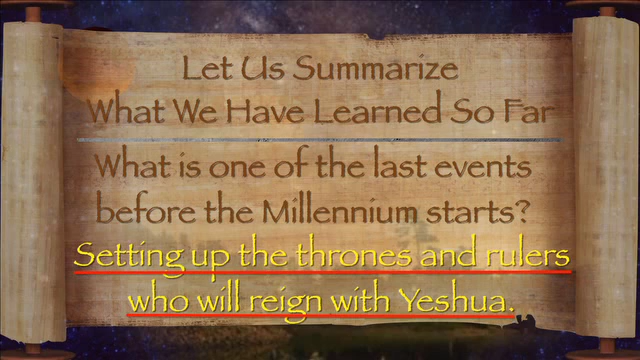 Let Us Summarize
What We Have Learned So Far
What is one of the last events
before the Millennium starts?
Setting up the thrones and rulers
who will reign with Yeshua.